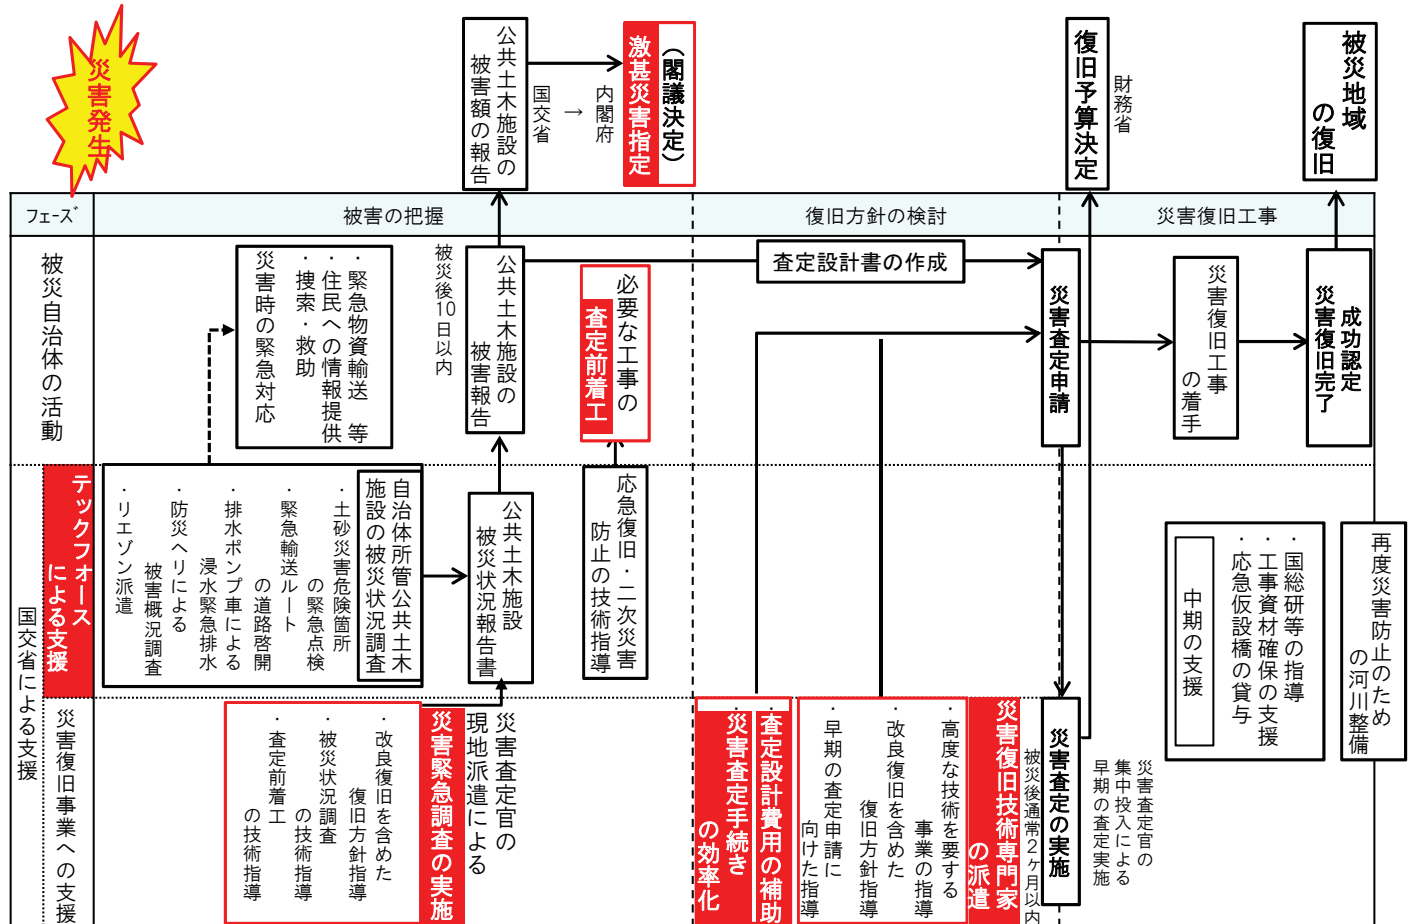 災害発生
公共土木施設の
被害額の報告
国交省
→
内閣府
激甚災害指定
(閣議決定)
復旧予算決定
財務省
被災地域
の復旧
フェーズ
被害の把握
復旧方針の検討
災害復旧工事
被災自治体の活動
・緊急物資輸送 等
・住民への情報提供
・捜索・救助
災害時の緊急対応
被災後10日以内
公共土木施設の
被害報告
必要な工事の
査定前着工
査定設計書の作成
災害査定申請
災害復旧工事
の着手
成功認定
災害復旧完了
国交省による支援
テックフォース
による支援
自治体所管公共土木
施設の被災状況調査
・土砂災害危険箇所
の緊急点検
・緊急輸送ルート
の道路啓開
・排水ポンプ車による
浸水緊急排水
・防災ヘリによる
被害概況調査
・リエゾン派遣
公共土木施設
被災状況報告書
応急復旧・二次災害
防止の技術指導
・国総研等の指導
・工事資材確保の支援
・応急仮設橋の貸与
中期の支援
再度災害防止のため
の河川整備
災害復旧事業への支援
災害査定官の
現地派遣による
災害緊急調査の実施
・改良復旧を含めた
復旧方針指導
・被災状況調査
の技術指導
・査定前着工
の技術指導
・査定設計費用の補助
・災害査定手続き
の効率化
災害復旧技術専門家
の派遣
・高度な技術を要する
事業の指導
・改良復旧を含めた
復旧方針指導
・早期の査定申請に
向けた指導
被災後通常2ヶ月以内
災害査定の実施
災害査定官の
集中投入による
早期の査定実施